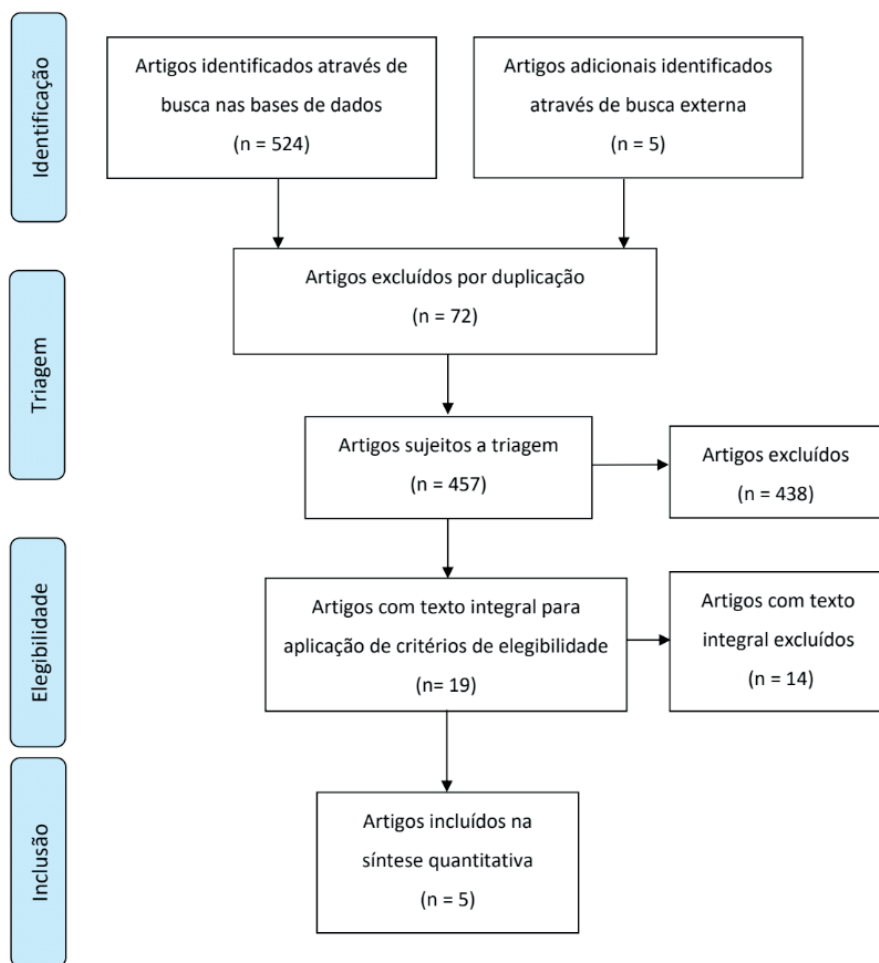 Identificação
Artigos identificados através de
busca nas bases de dados
(n = 524)
Artigos adicionais identificados
através de busca externa
(n = 5)
Triagem
Artigos excluídos por duplicação
(n = 72)
Artigos sujeitos a triagem
(n = 457)
Artigos excluídos
(n = 438)
Elegibilidade
Artigos com texto integral para
aplicação de critérios de elegibilidade
(n= 19)
Artigos com texto
integral excluídos
(n = 14)
Inclusão
Artigos incluídos na
síntese quantitativa
(n = 5)